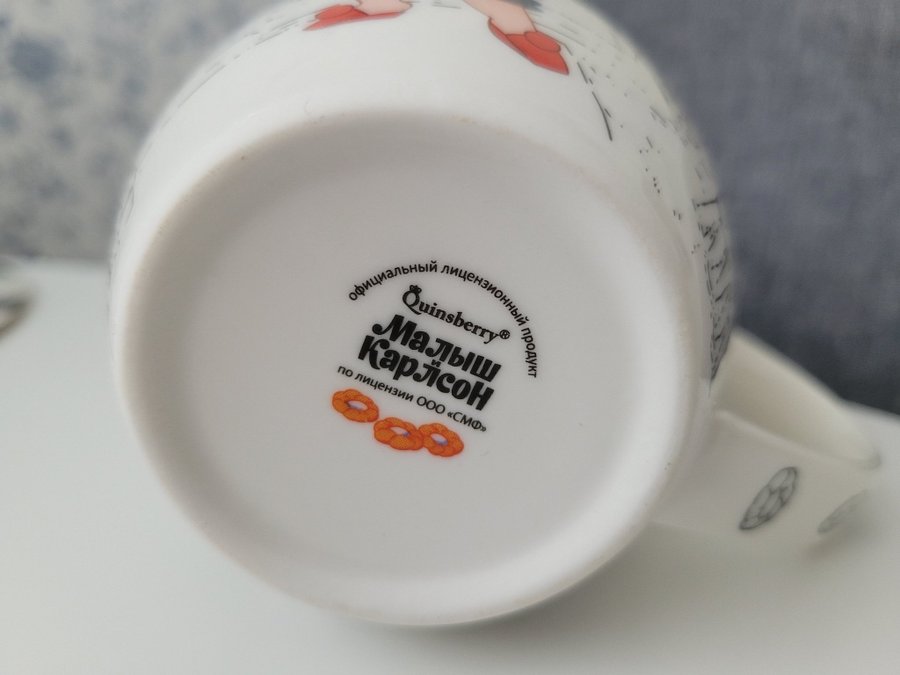 официальный лицензионный продукт
Quinsberry®
Малыш
и
Карлсон
по лицензии ООО «СМФ»